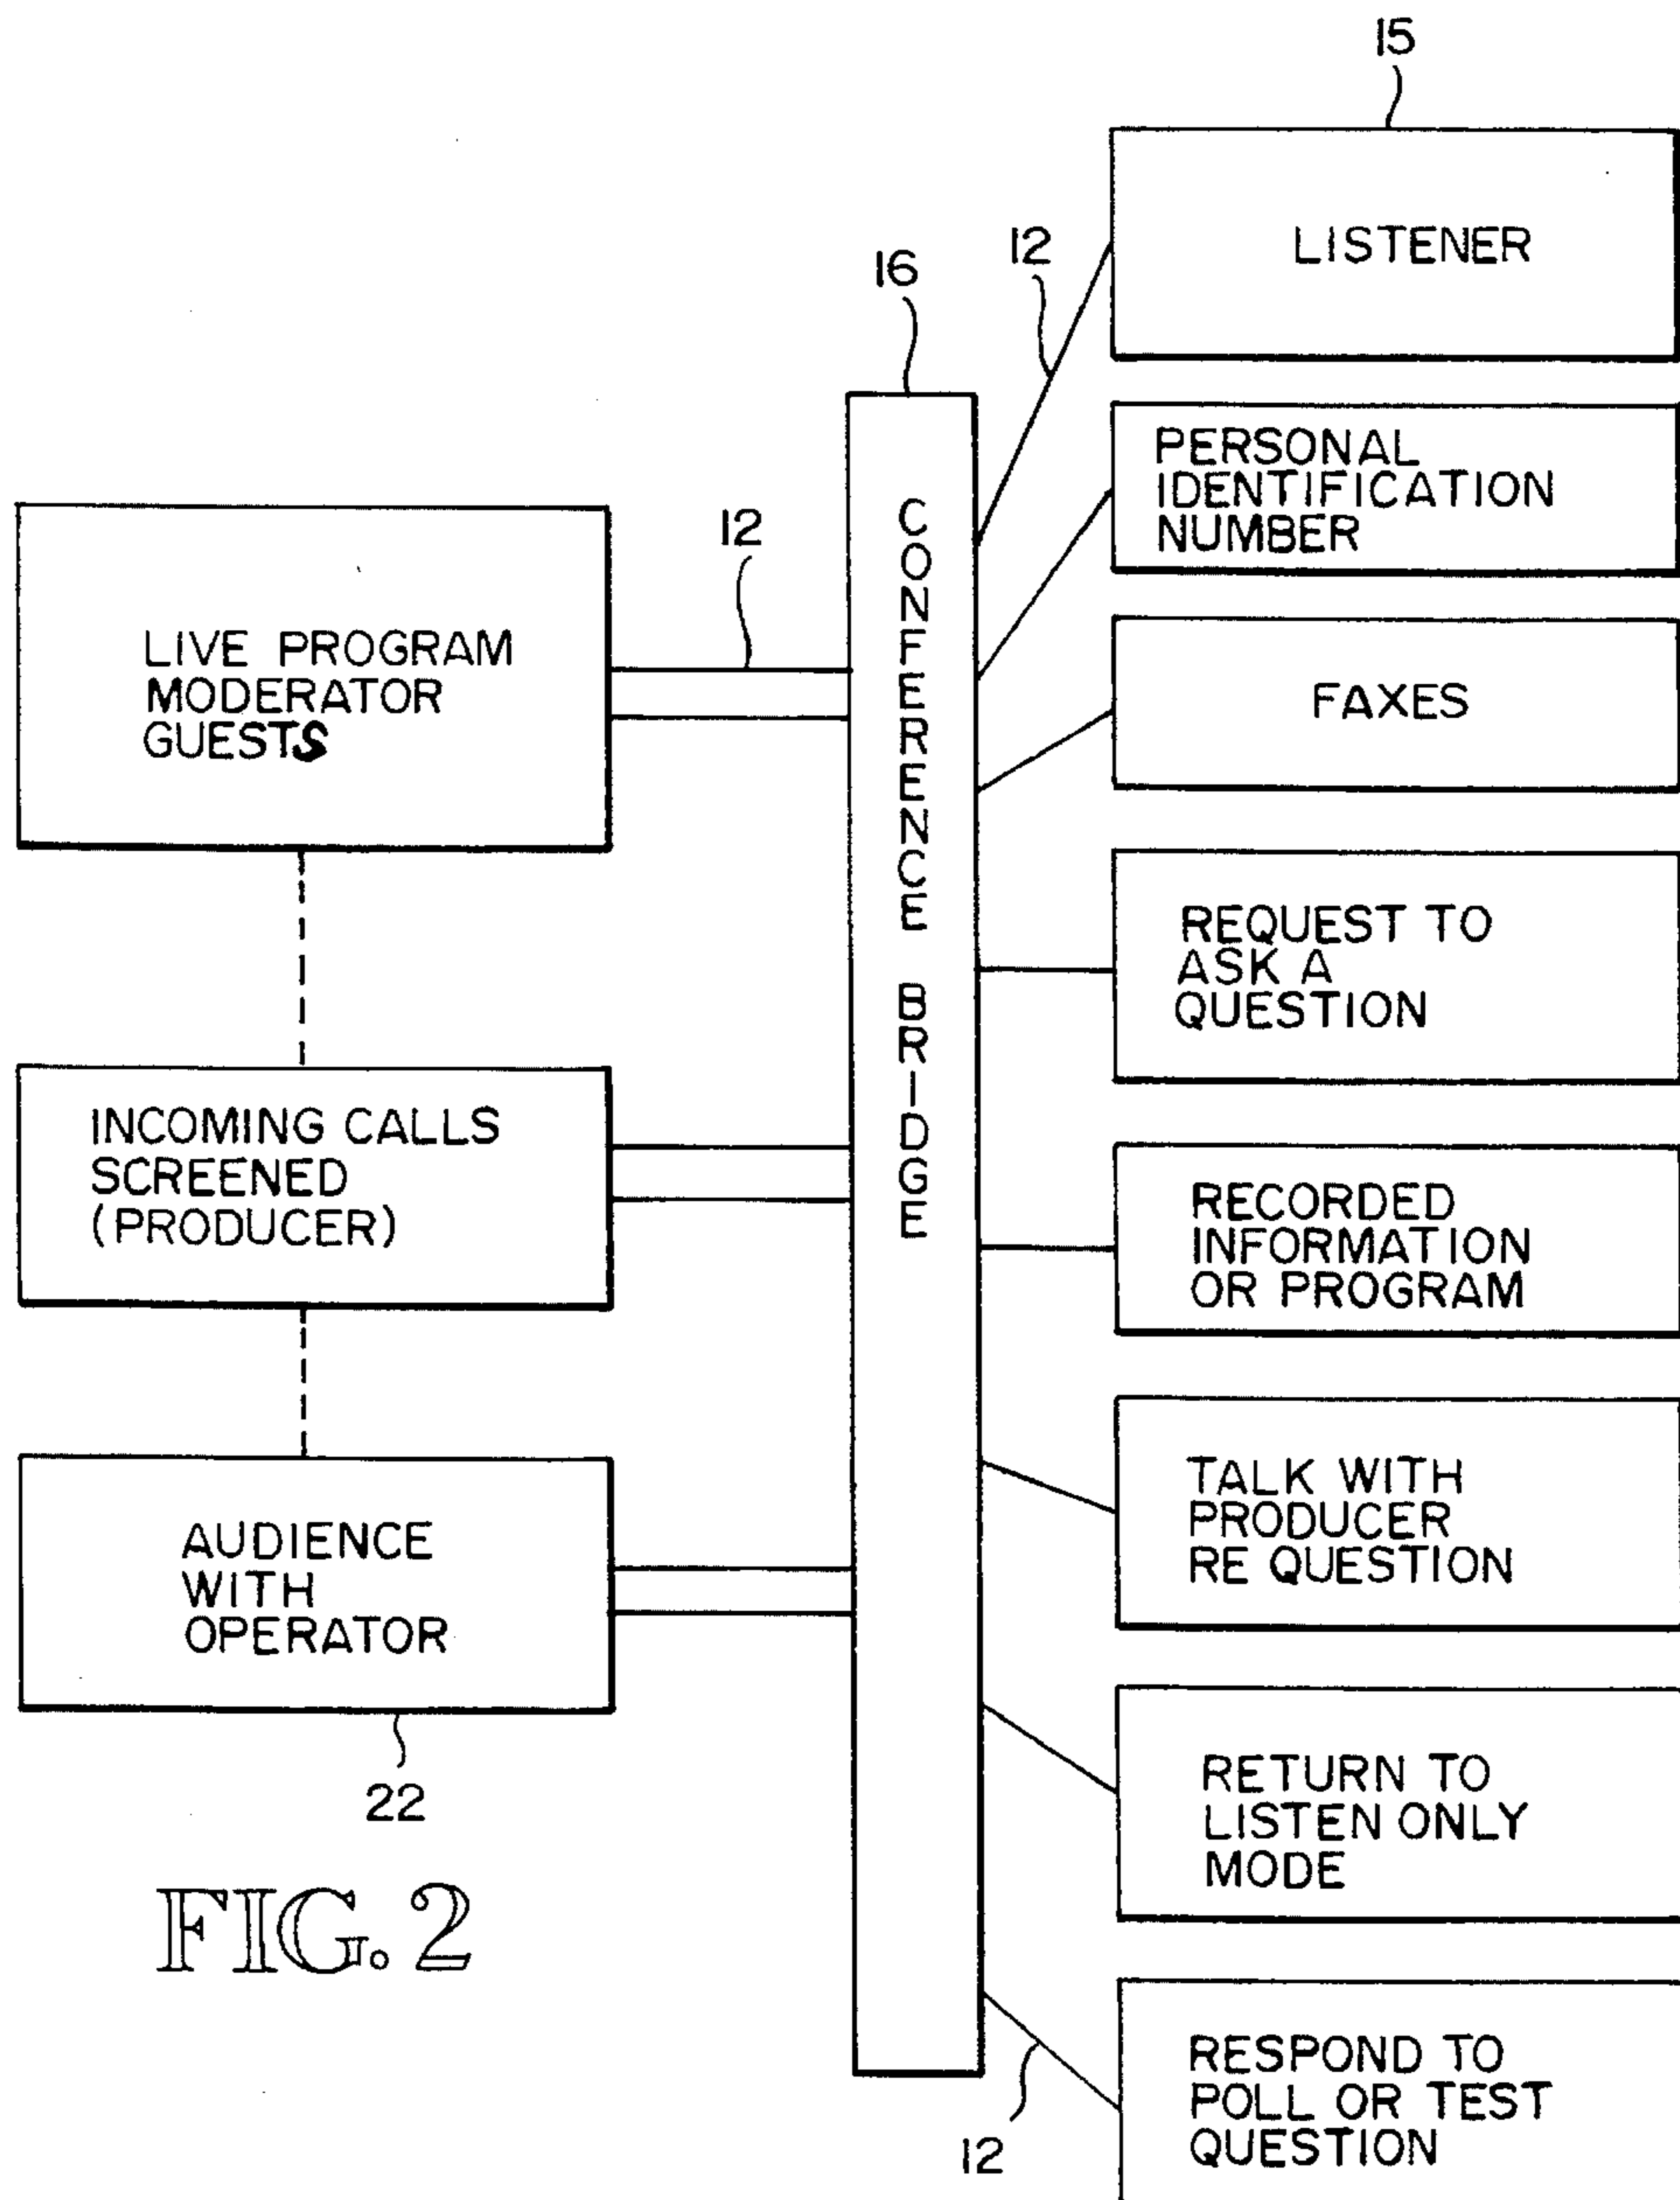 15
LISTENER
12
16
PERSONAL
IDENTIFICATION
NUMBER
12
LIVE PROGRAM
MODERATOR
GUESTS
CONFERENCE BRIDGE
FAXES
REQUEST TO
ASK A
QUESTION
INCOMING CALLS
SCREENED
(PRODUCER)
RECORDED
INFORMATION
OR PROGRAM
AUDIENCE
WITH
OPERATOR
22
TALK WITH
PRODUCER
RE QUESTION
RETURN TO
LISTEN ONLY
MODE
RESPOND TO
POLL OR TEST
QUESTION
12
FIG. 2